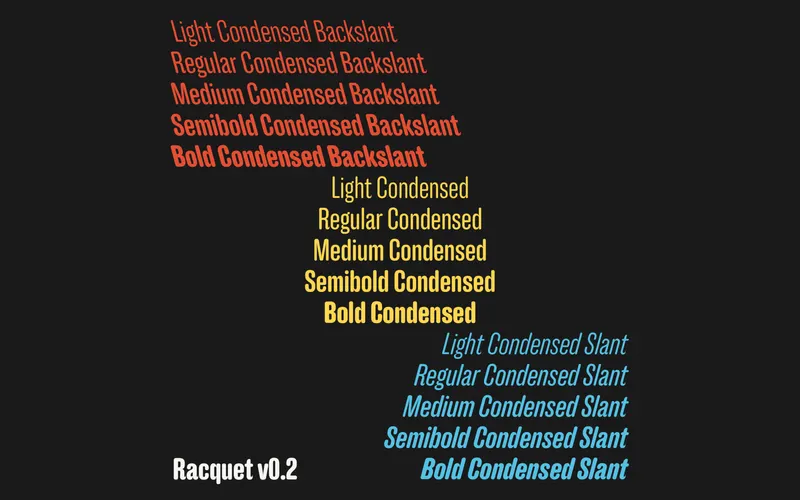 Light Condensed Backslant
Regular Condensed Backslant
Medium Condensed Backslant
Semibold Condensed Backslant
Bold Condensed Backslant
Light Condensed
Regular Condensed
Medium Condensed
Semibold Condensed
Bold Condensed
Light Condensed Slant
Regular Condensed Slant
Medium Condensed Slant
Semibold Condensed Slant
Bold Condensed Slant
Racquet v0.2